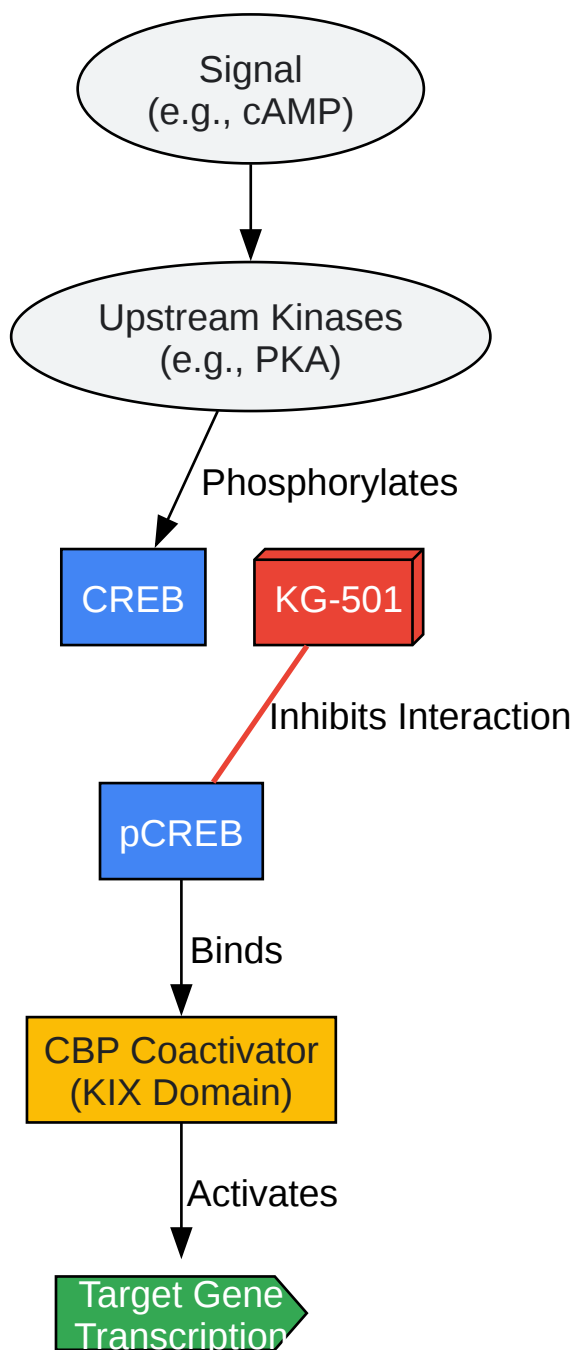 Signal
(e.g., cAMP)
Upstream Kinases
(e.g., PKA)
Phosphorylates
CREB
KG-501
Inhibits Interaction
pCREB
Binds
CBP Coactivator
(KIX Domain)
Activates
Target Gene
Transcription